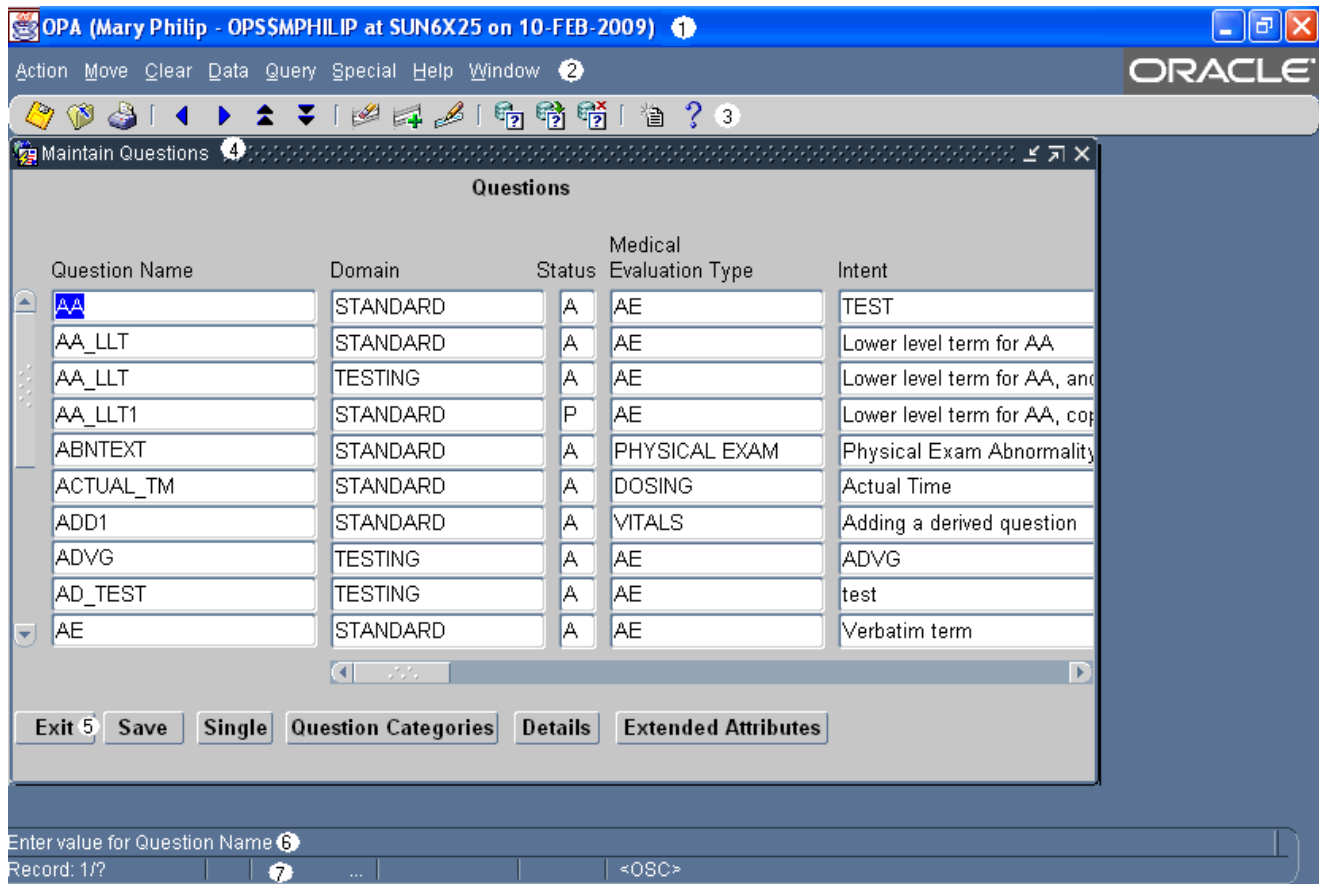 OPA (Mary Philip - OPS$MPHILIP at SUN6X25 on 10-FEB-2009) 1
Action Move Clear Data Query Special Help Window 2
ORACLE
? 3
Maintain Questions 4
Questions
Medical
Question Name Domain Status Evaluation Type Intent
AA STANDARD A AE TEST
AA_LLT STANDARD A AE Lower level term for AA
AA_LLT TESTING A AE Lower level term for AA, and
AA_LLT1 STANDARD P AE Lower level term for AA, cop
ABNTEXT STANDARD A PHYSICAL EXAM Physical Exam Abnormality
ACTUAL_TM STANDARD A DOSING Actual Time
ADD1 STANDARD A VITALS Adding a derived question
ADVG TESTING A AE ADVG
AD_TEST TESTING A AE test
AE STANDARD A AE Verbatim term
Exit 5 Save Single Question Categories Details Extended Attributes
Enter value for Question Name 6
Record: 1/? 7 ... <OSC>